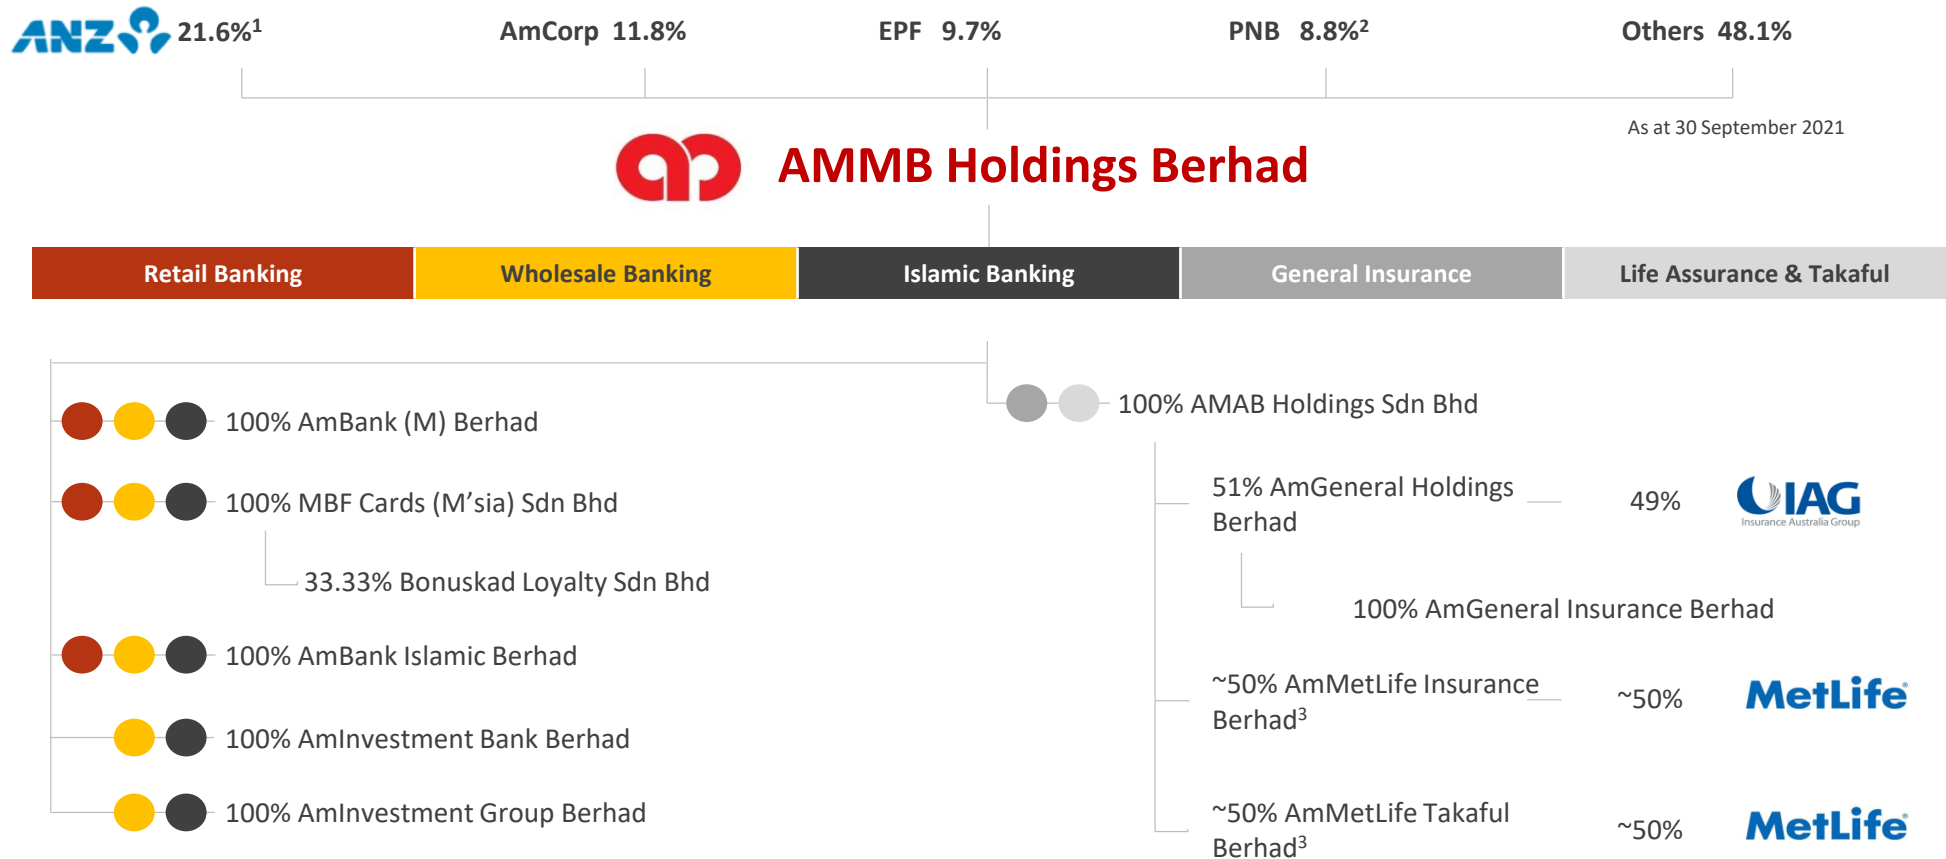 ANZ 21.6%¹ AmCorp 11.8% EPF 9.7% PNB 8.8%² Others 48.1%
As at 30 September 2021
AMMB Holdings Berhad
Retail Banking Wholesale Banking Islamic Banking General Insurance Life Assurance & Takaful
100% AmBank (M) Berhad
100% MBF Cards (M’sia) Sdn Bhd
33.33% Bonuskad Loyalty Sdn Bhd
100% AmBank Islamic Berhad
100% AmInvestment Bank Berhad
100% AmInvestment Group Berhad
100% AMAB Holdings Sdn Bhd
51% AmGeneral Holdings
Berhad
49%
IAG
Insurance Australia Group
100% AmGeneral Insurance Berhad
~50% AmMetLife Insurance
Berhad³
~50%
MetLife
~50% AmMetLife Takaful
Berhad³
~50%
MetLife